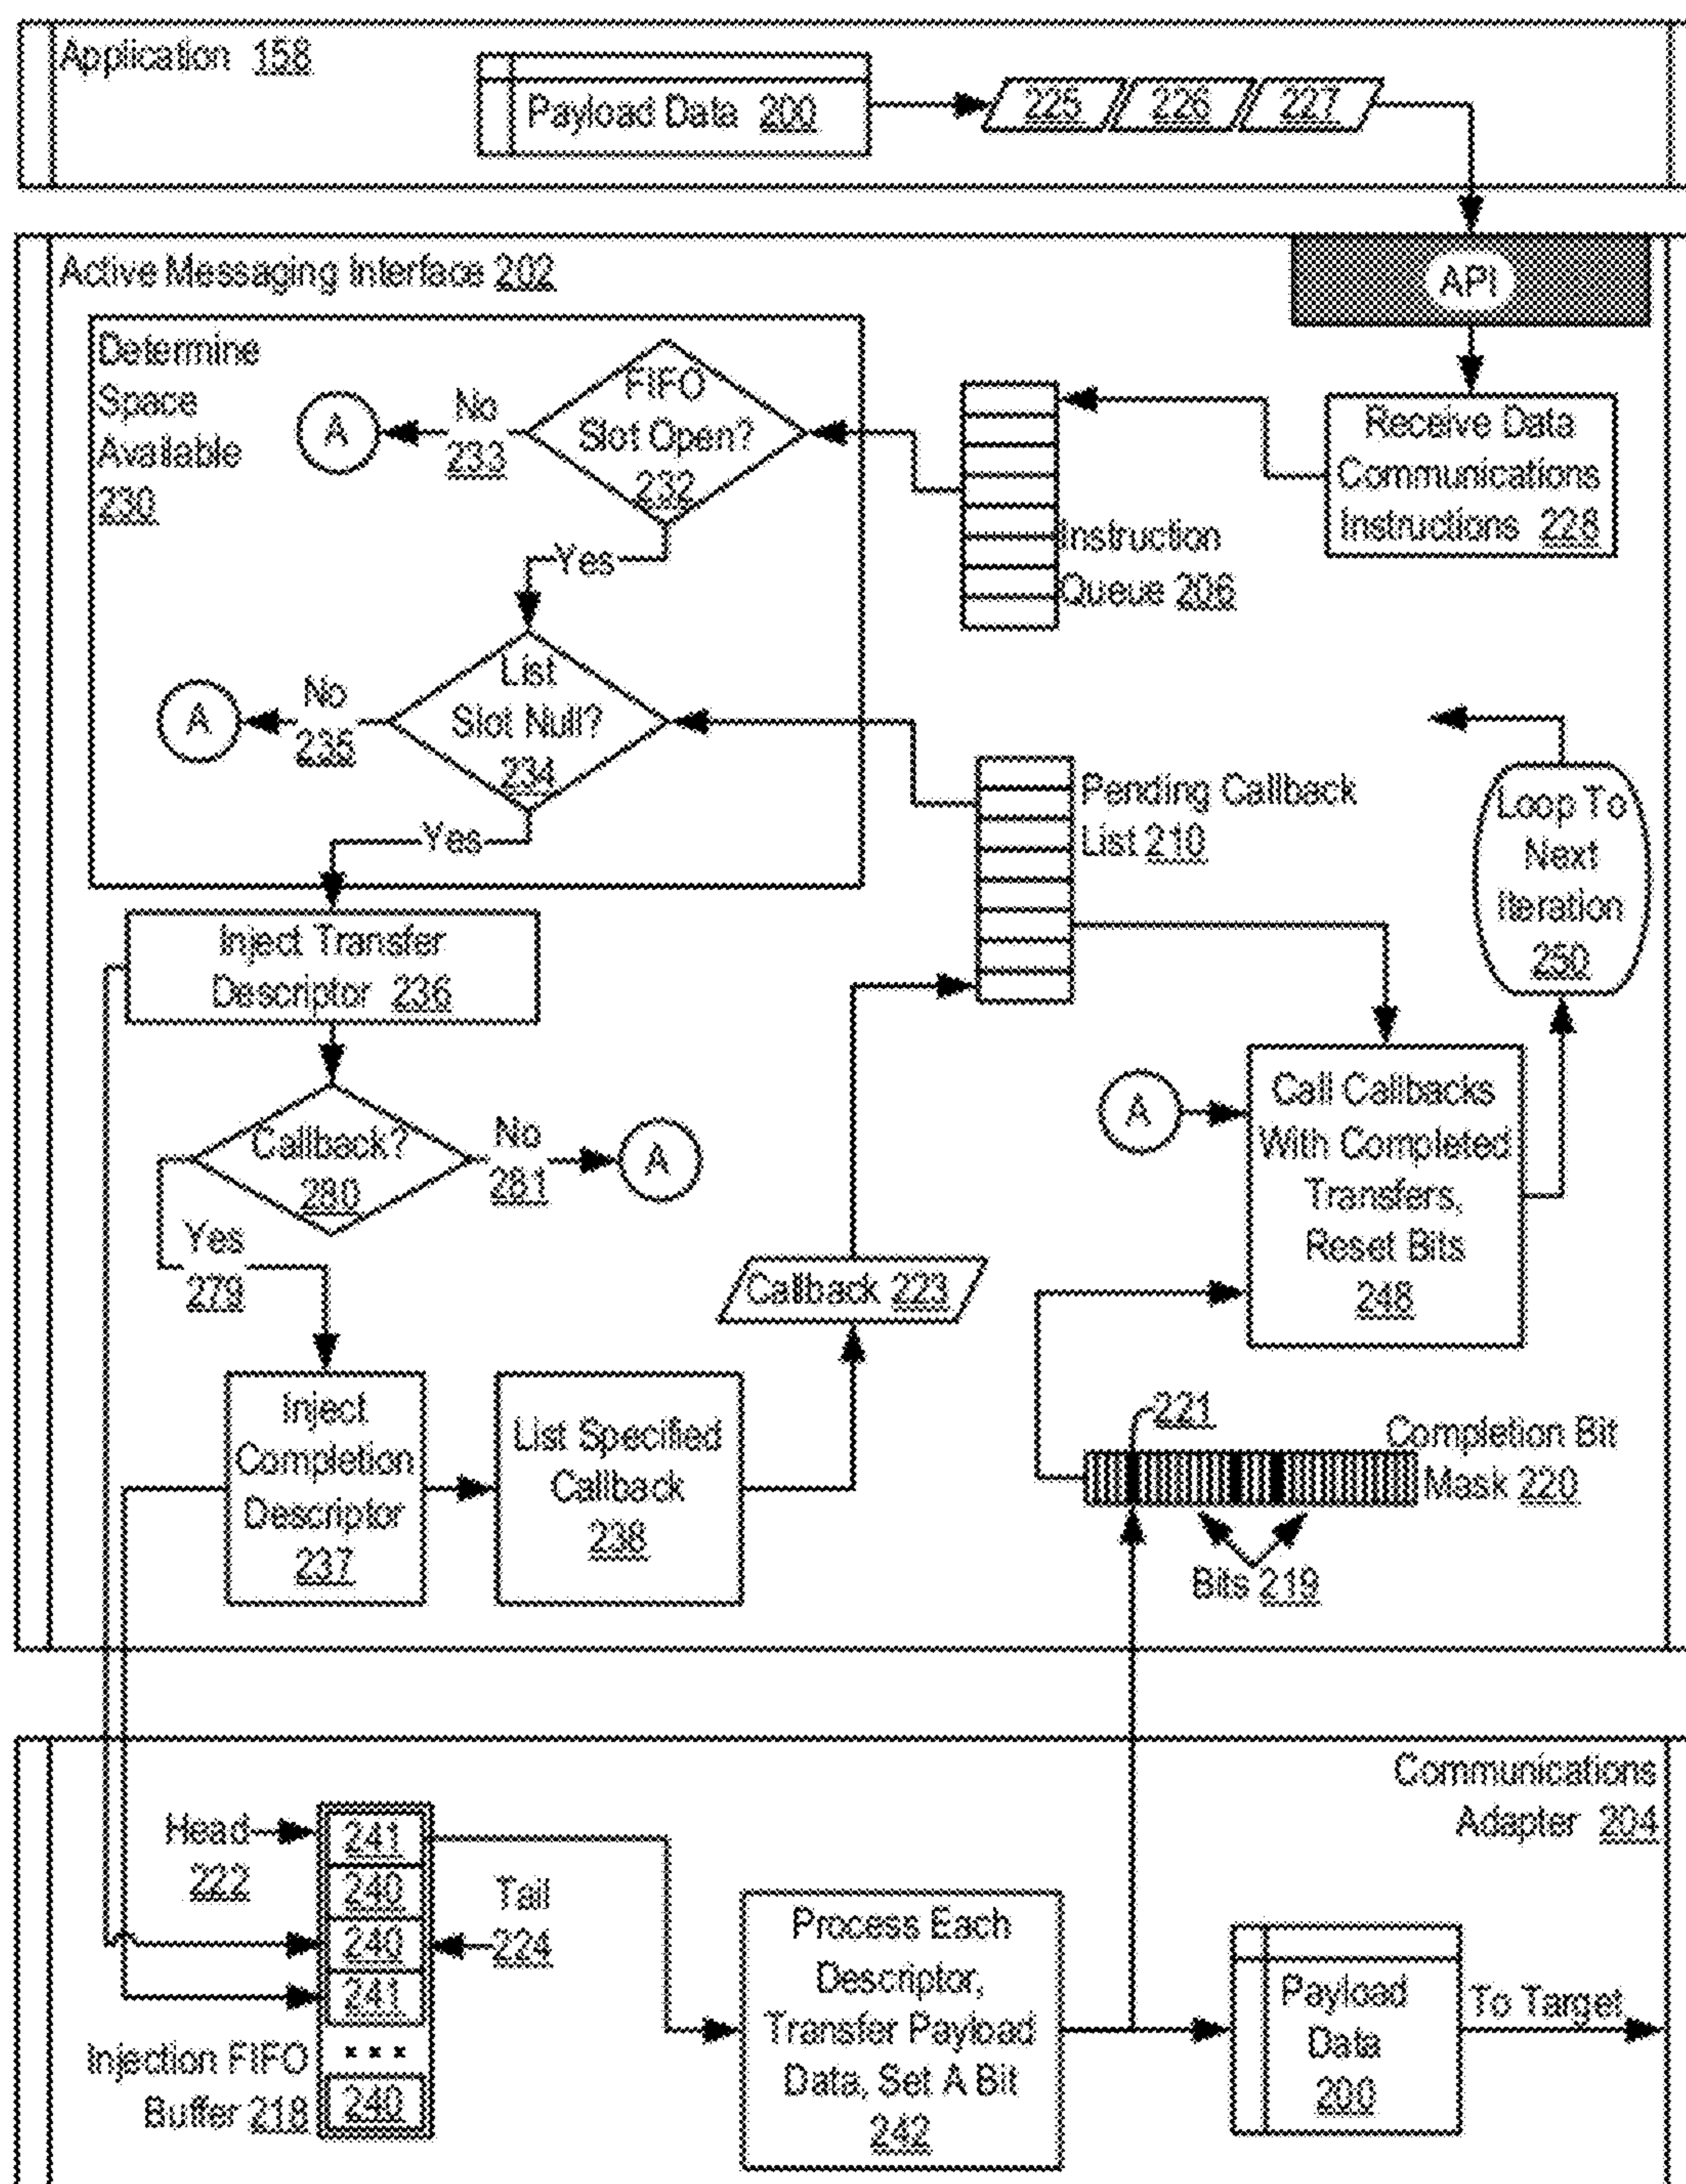 Application 158
Payload Data 200
225 226 227
Active Messaging Interface 202
API
Determine
Space
Available
230
FIFO
Slot Open?
232
No
233
A
Yes
Receive Data
Communications
Instructions 228
Instruction
Queue 206
List
Slot Null?
234
No
235
A
Yes
Pending Callback
List 210
Loop To
Next
Iteration
250
Inject Transfer
Descriptor 236
Callback?
280
No
281
A
Yes
279
A
Call Callbacks
With Completed
Transfers,
Reset Bits
248
Callback 223
Inject
Completion
Descriptor
237
List Specified
Callback
238
221
Completion Bit
Mask 220
Bits 219
Communications
Adapter 204
Head
222
241
240
240
241
...
240
Tail
224
Injection FIFO
Buffer 218
Process Each
Descriptor,
Transfer Payload
Data, Set A Bit
242
Payload
Data
200
To Target